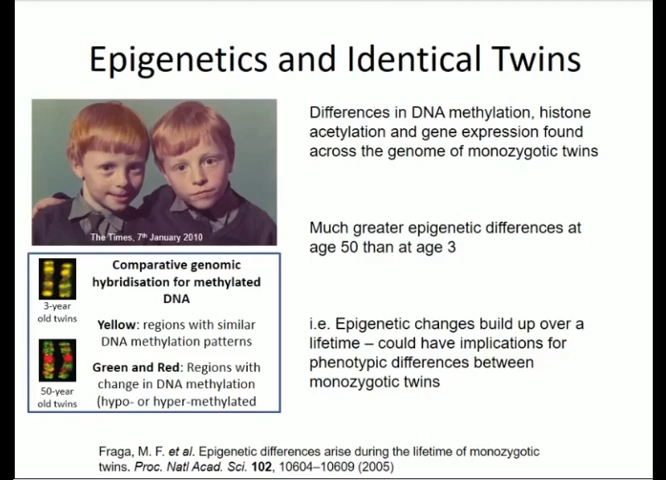 Epigenetics and Identical Twins
The Times, 7th January 2010
Comparative genomic
hybridisation for methylated
DNA
3-year
old twins
Yellow: regions with similar
DNA methylation patterns
Green and Red: Regions with
change in DNA methylation
(hypo- or hyper-methylated
50-year
old twins
Differences in DNA methylation, histone
acetylation and gene expression found
across the genome of monozygotic twins
Much greater epigenetic differences at
age 50 than at age 3
i.e. Epigenetic changes build up over a
lifetime – could have implications for
phenotypic differences between
monozygotic twins
Fraga, M. F. et al. Epigenetic differences arise during the lifetime of monozygotic
twins. Proc. Natl Acad. Sci. 102, 10604–10609 (2005)